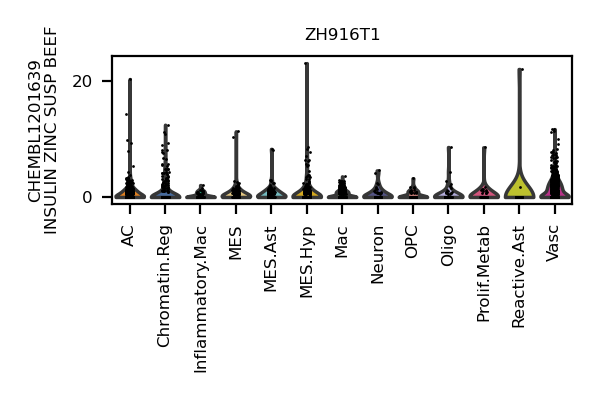 ZH916T1
CHEMBL1201639
INSULIN ZINC SUSP BEEF
20
0
AC
Chromatin.Reg
Inflammatory.Mac
MES
MES.Ast
MES.Hyp
Mac
Neuron
OPC
Oligo
Prolif.Metab
Reactive.Ast
Vasc